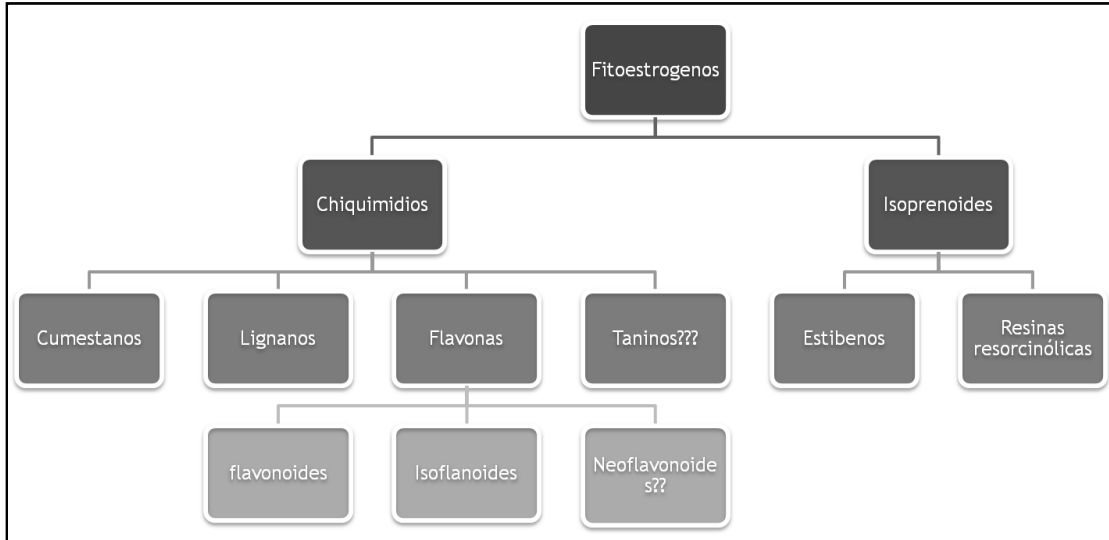 Fitoestrogenos
Chiquimidios
Isoprenoides
Cumestanos
Lignanos
Flavonas
Taninos???
Estibenos
Resinas
resorcinólicas
flavonoides
Isoflanoides
Neoflavonoide
s??